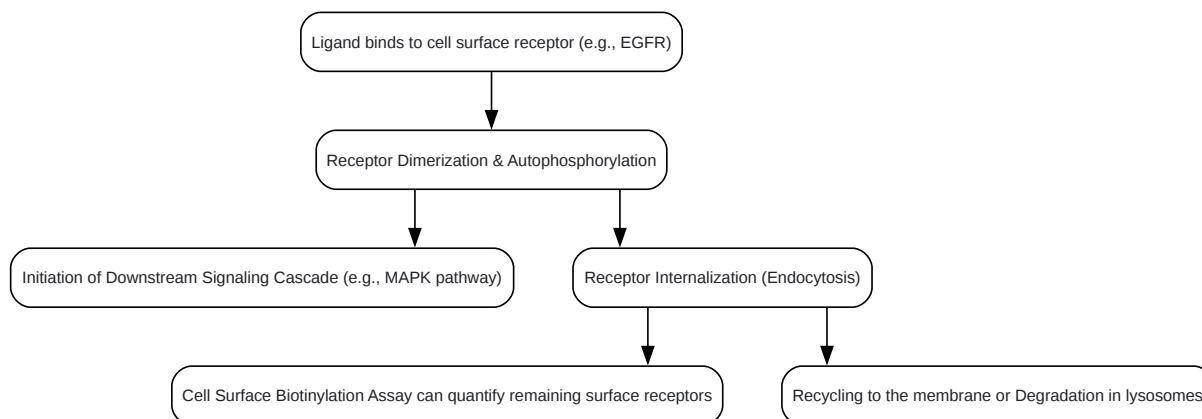 Ligand binds to cell surface receptor (e.g., EGFR)
Receptor Dimerization & Autophosphorylation
Initiation of Downstream Signaling Cascade (e.g., MAPK pathway)
Receptor Internalization (Endocytosis)
Cell Surface Biotinylation Assay can quantify remaining surface receptors
Recycling to the membrane or Degradation in lysosomes